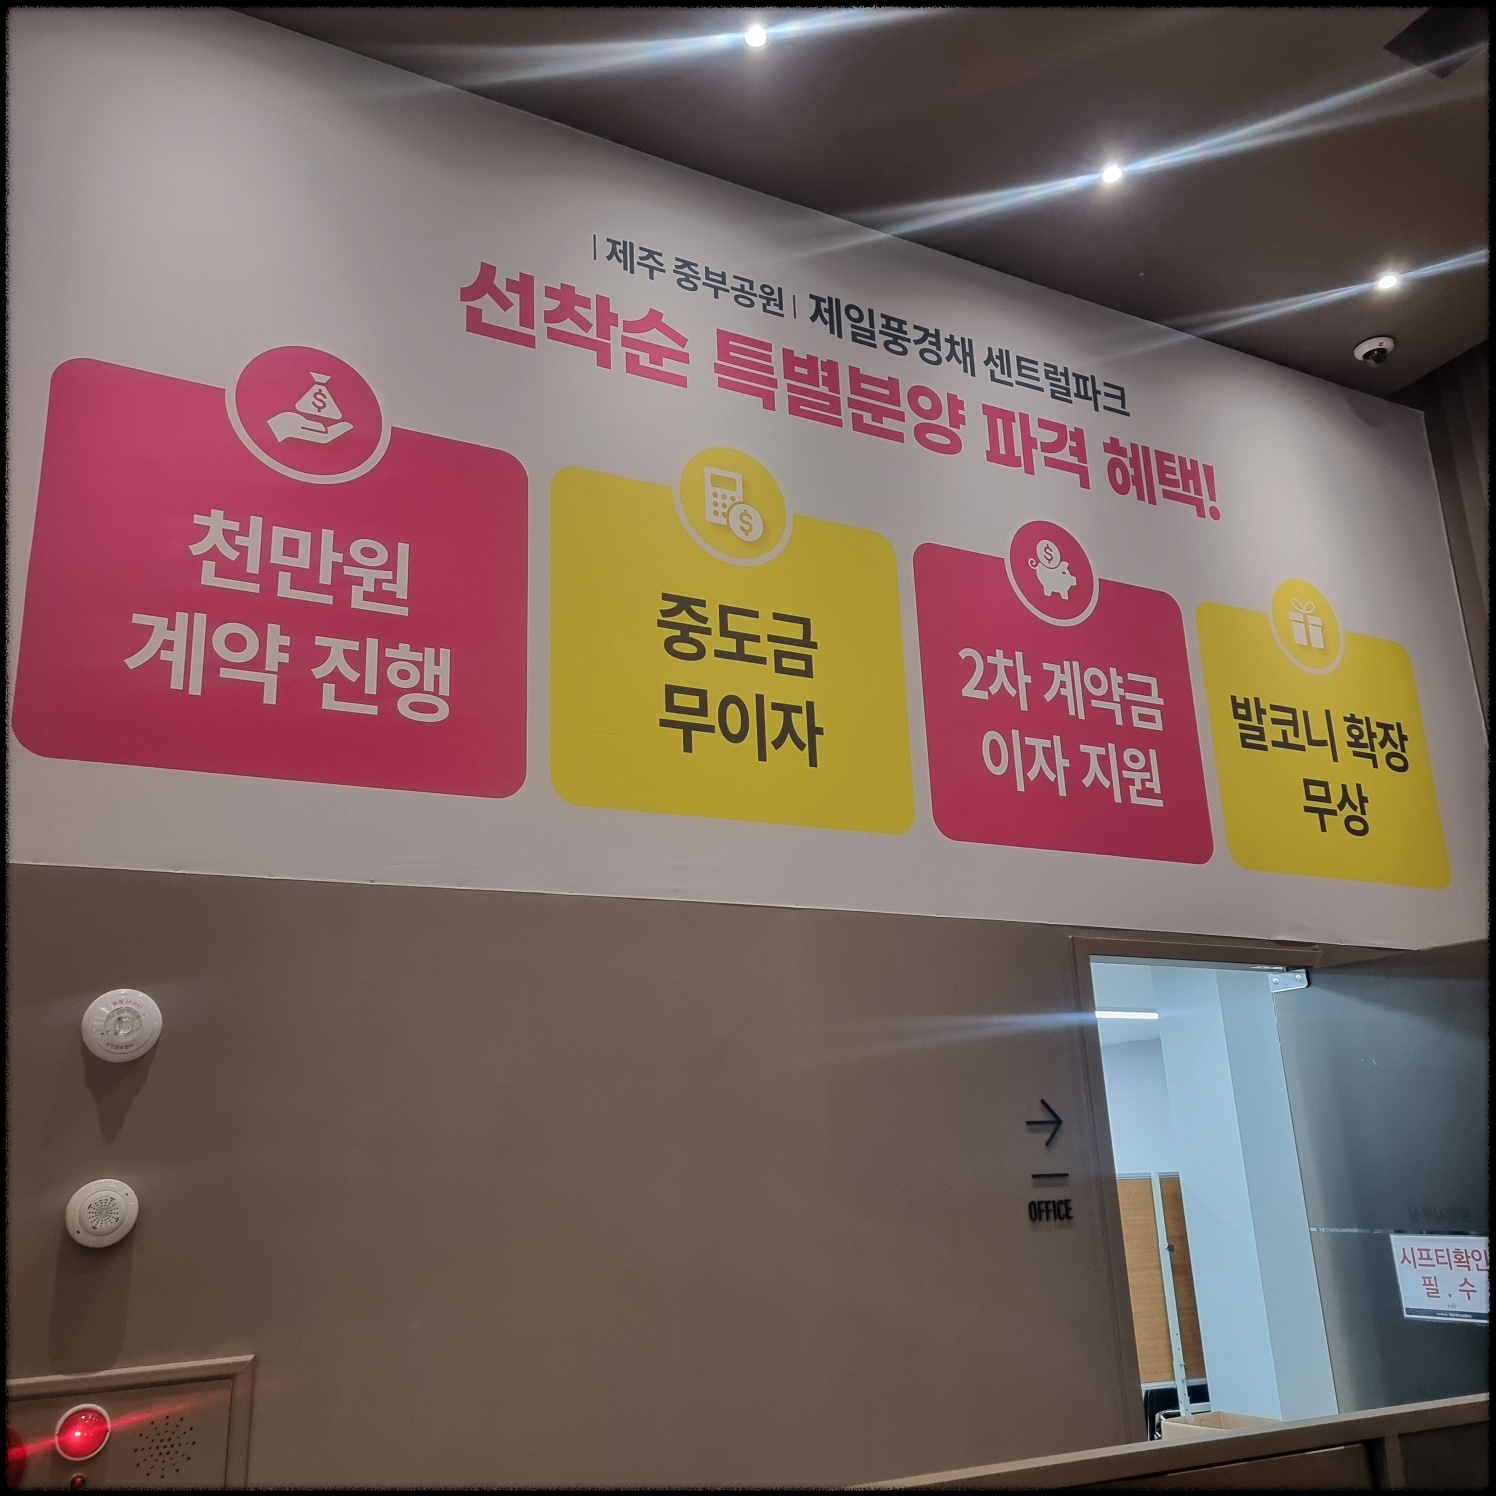 | 제주 중부공원 | 제일풍경채 센트럴파크
선착순 특별분양 파격 혜택!
천만원
계약 진행
중도금
무이자
2차 계약금
이자 지원
발코니 확장
무상
OFFICE
시프티확인
필 . 수